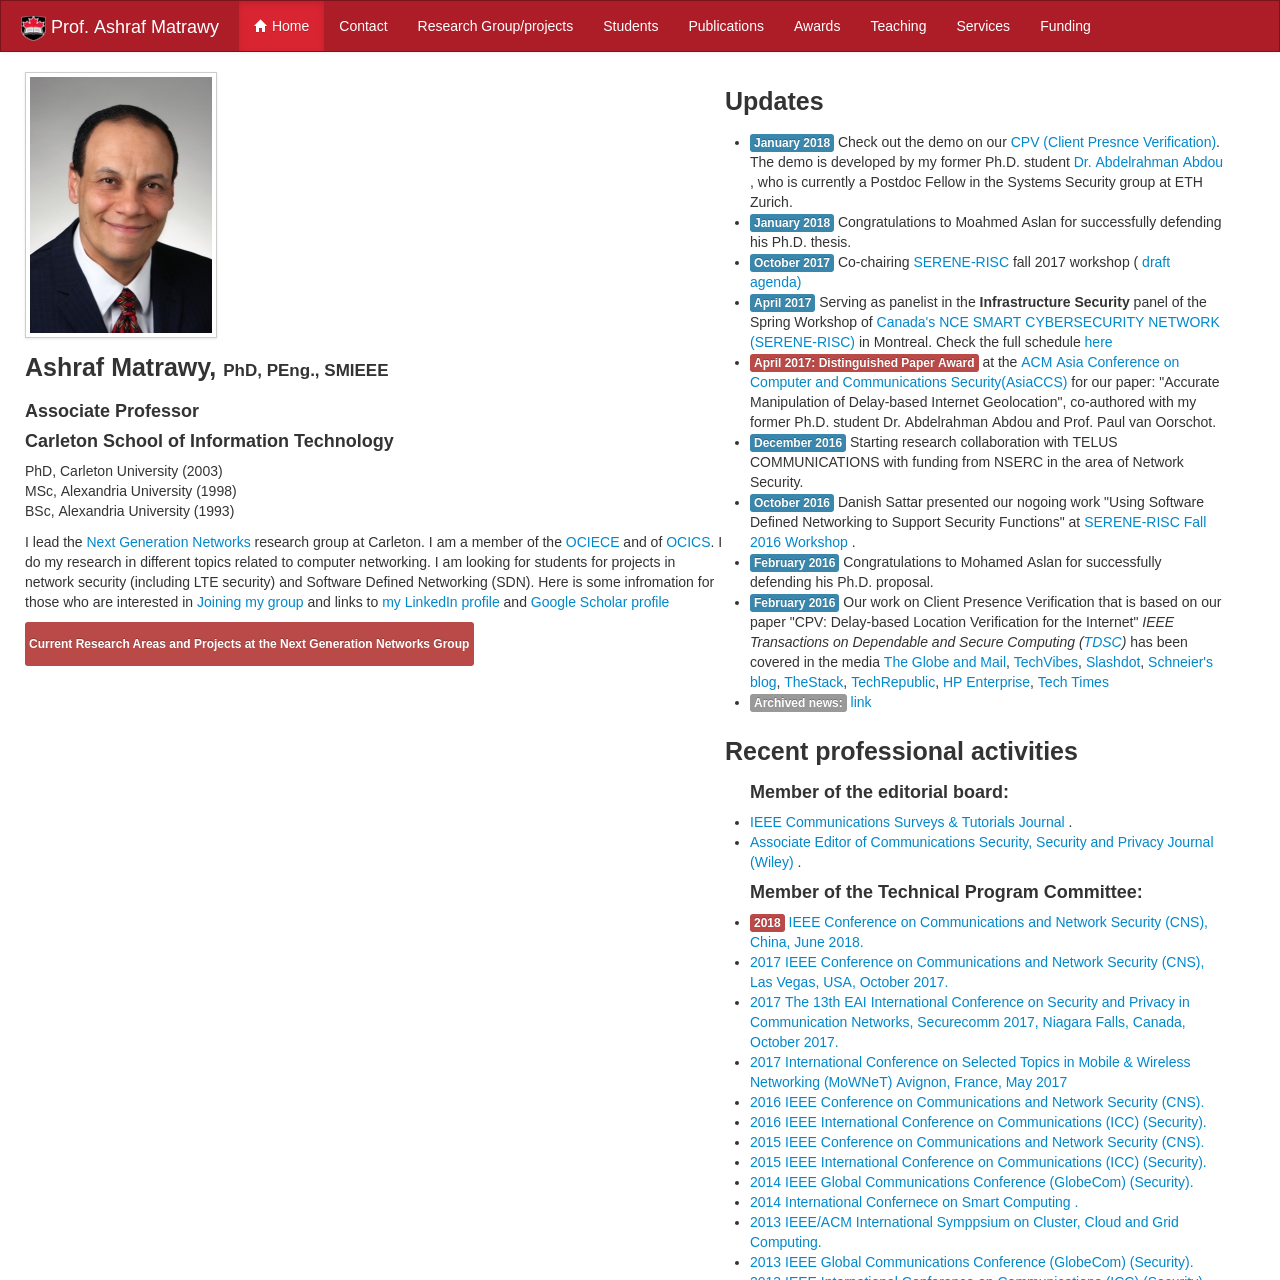 Prof. Ashraf Matrawy Home Contact Research Group/projects Students Publications Awards Teaching Services Funding
Ashraf Matrawy, PhD, PEng., SMIEEE
Associate Professor
Carleton School of Information Technology
PhD, Carleton University (2003)
MSc, Alexandria University (1998)
BSc, Alexandria University (1993)
I lead the Next Generation Networks research group at Carleton. I am a member of the OCIECE and of OCICS. I
do my research in different topics related to computer networking. I am looking for students for projects in
network security (including LTE security) and Software Defined Networking (SDN). Here is some infromation for
those who are interested in Joining my group and links to my LinkedIn profile and Google Scholar profile
Current Research Areas and Projects at the Next Generation Networks Group
Updates
January 2018 Check out the demo on our CPV (Client Presnce Verification).
The demo is developed by my former Ph.D. student Dr. Abdelrahman Abdou
, who is currently a Postdoc Fellow in the Systems Security group at ETH
Zurich.
January 2018 Congratulations to Moahmed Aslan for successfully defending
his Ph.D. thesis.
October 2017 Co-chairing SERENE-RISC fall 2017 workshop ( draft
agenda)
April 2017 Serving as panelist in the Infrastructure Security panel of the
Spring Workshop of Canada's NCE SMART CYBERSECURITY NETWORK
(SERENE-RISC) in Montreal. Check the full schedule here
April 2017: Distinguished Paper Award at the ACM Asia Conference on
Computer and Communications Security(AsiaCCS) for our paper: "Accurate
Manipulation of Delay-based Internet Geolocation", co-authored with my
former Ph.D. student Dr. Abdelrahman Abdou and Prof. Paul van Oorschot.
December 2016 Starting research collaboration with TELUS
COMMUNICATIONS with funding from NSERC in the area of Network
Security.
October 2016 Danish Sattar presented our nogoing work "Using Software
Defined Networking to Support Security Functions" at SERENE-RISC Fall
2016 Workshop .
February 2016 Congratulations to Mohamed Aslan for successfully
defending his Ph.D. proposal.
February 2016 Our work on Client Presence Verification that is based on our
paper "CPV: Delay-based Location Verification for the Internet" IEEE
Transactions on Dependable and Secure Computing (TDSC) has been
covered in the media The Globe and Mail, TechVibes, Slashdot, Schneier's
blog, TheStack, TechRepublic, HP Enterprise, Tech Times
Archived news: link
Recent professional activities
Member of the editorial board:
IEEE Communications Surveys & Tutorials Journal .
Associate Editor of Communications Security, Security and Privacy Journal
(Wiley) .
Member of the Technical Program Committee:
2018 IEEE Conference on Communications and Network Security (CNS),
China, June 2018.
2017 IEEE Conference on Communications and Network Security (CNS),
Las Vegas, USA, October 2017.
2017 The 13th EAI International Conference on Security and Privacy in
Communication Networks, Securecomm 2017, Niagara Falls, Canada,
October 2017.
2017 International Conference on Selected Topics in Mobile & Wireless
Networking (MoWNeT) Avignon, France, May 2017
2016 IEEE Conference on Communications and Network Security (CNS).
2016 IEEE International Conference on Communications (ICC) (Security).
2015 IEEE Conference on Communications and Network Security (CNS).
2015 IEEE International Conference on Communications (ICC) (Security).
2014 IEEE Global Communications Conference (GlobeCom) (Security).
2014 International Confernece on Smart Computing .
2013 IEEE/ACM International Symppsium on Cluster, Cloud and Grid
Computing.
2013 IEEE Global Communications Conference (GlobeCom) (Security).